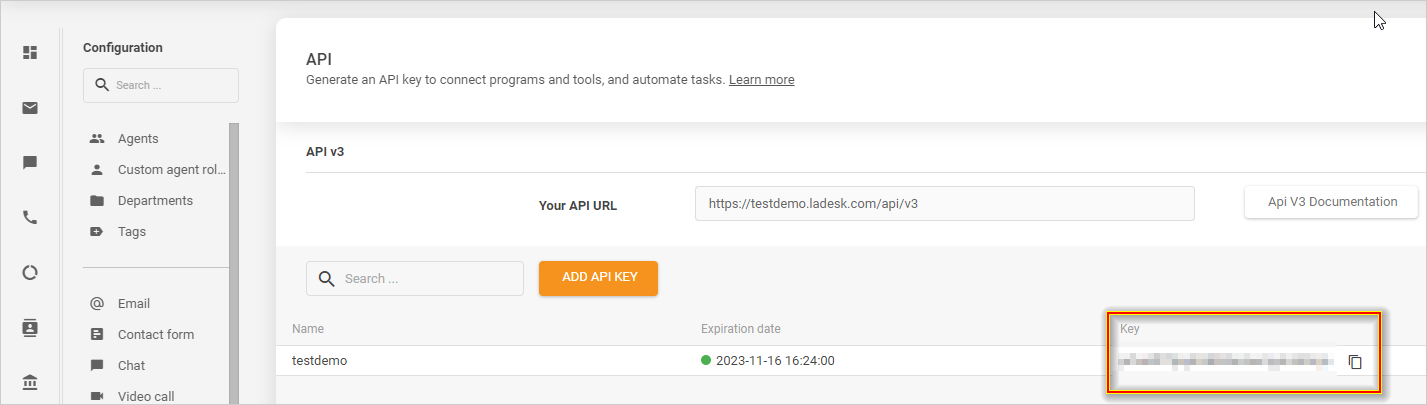 Configuration
Search ...
Agents
Custom agent rol...
Departments
Tags
Email
Contact form
Chat
Video call
API
Generate an API key to connect programs and tools, and automate tasks. Learn more
API v3
Your API URL
https://testdemo.ladesk.com/api/v3
Api V3 Documentation
Search ...
ADD API KEY
Name Expiration date Key
testdemo 2023-11-16 16:24:00